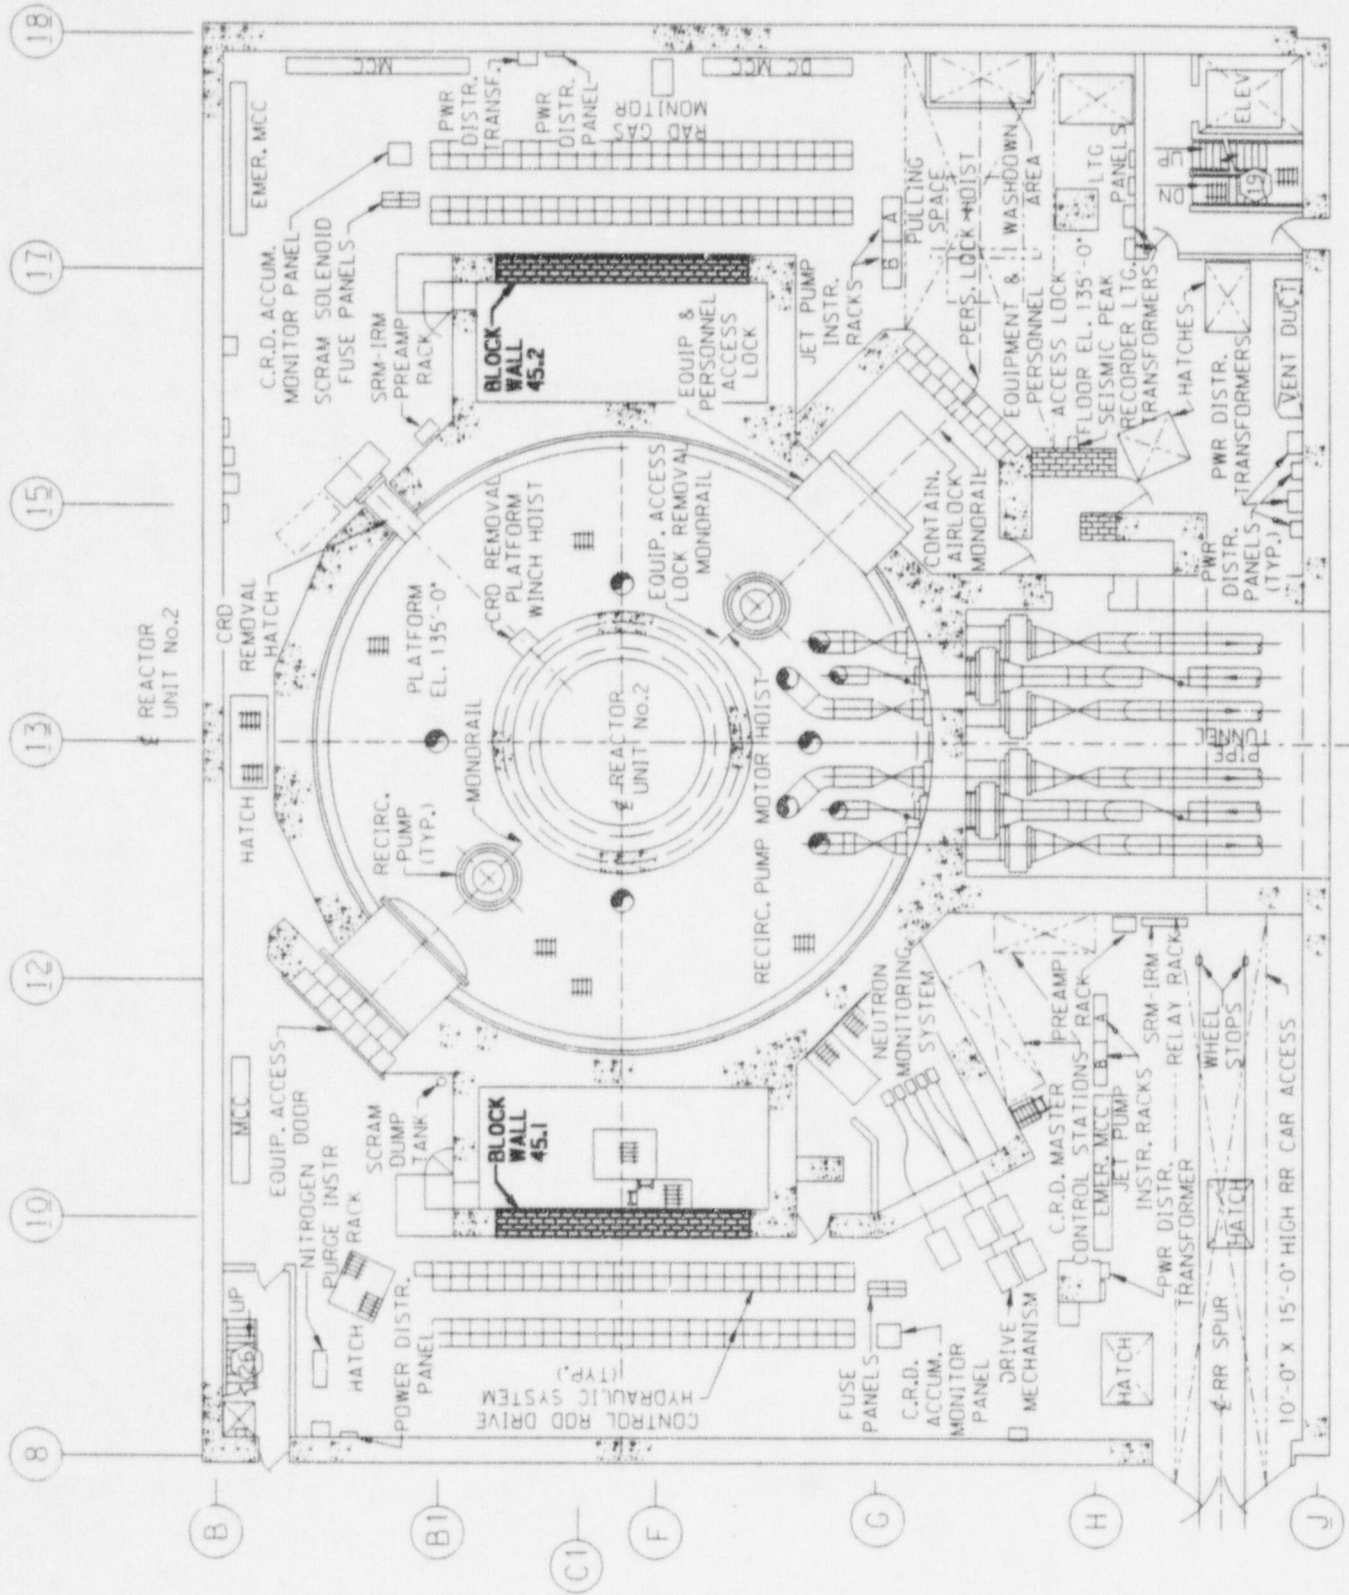 18
17
15
13
12
10
8
B
B1
C1
F
G
H
J
℄ REACTOR
UNIT No.2
EMER. MCC
MCC
PWR
DISTR.
TRANSF.
PWR
DISTR.
PANEL
RAD GAS
MONITOR
DC MCC
C.R.D. ACCUM.
MONITOR PANEL
SCRAM SOLENOID
FUSE PANELS
SRM-IRM
PREAMP
RACK
BLOCK
WALL
45.2
EQUIP &
PERSONNEL
ACCESS
LOCK
JET PUMP
INSTR.
RACKS
B
A
PULLING
SPACE
PERS. LOCK HOIST
EQUIPMENT &
PERSONNEL
ACCESS LOCK
WASHDOWN
AREA
FLOOR EL. 135'-0"
SEISMIC PEAK
RECORDER
LTG.
TRANSFORMERS
LTG
PANELS
HATCHES
ELEV
UP
DN
19
PWR DISTR.
TRANSFORMERS
VENT DUCT
PWR
DISTR.
PANELS
(TYP.)
CRD
REMOVAL
HATCH
HATCH
PLATFORM
EL. 135'-0"
CRD REMOVAL
PLATFORM
WINCH HOIST
EQUIP. ACCESS
LOCK REMOVAL
MONORAIL
CONTAIN.
AIRLOCK
MONORAIL
MONORAIL
RECIRC.
PUMP
(TYP.)
℄ REACTOR
UNIT No.2
RECIRC. PUMP MOTOR HOIST
PIPE
TUNNEL
MCC
EQUIP. ACCESS
DOOR
NITROGEN
PURGE INSTR
RACK
SCRAM
DUMP
TANK
BLOCK
WALL
45.1
NEUTRON
MONITORING
SYSTEM
UP
26
HATCH
POWER DISTR.
PANEL
CONTROL ROD DRIVE
HYDRAULIC SYSTEM
(TYP.)
FUSE
PANELS
C.R.D.
ACCUM.
MONITOR
PANEL
DRIVE
MECHANISM
C.R.D. MASTER
CONTROL STATIONS
PREAMP
RACK
EMER. MCC
B
A
JET PUMP
INSTR. RACKS
SRM-IRM
RELAY RACK
PWR DISTR.
TRANSFORMER
WHEEL
STOPS
HATCH
HATCH
℄ RR SPUR
10'-0" X 15'-0" HIGH RR CAR ACCESS